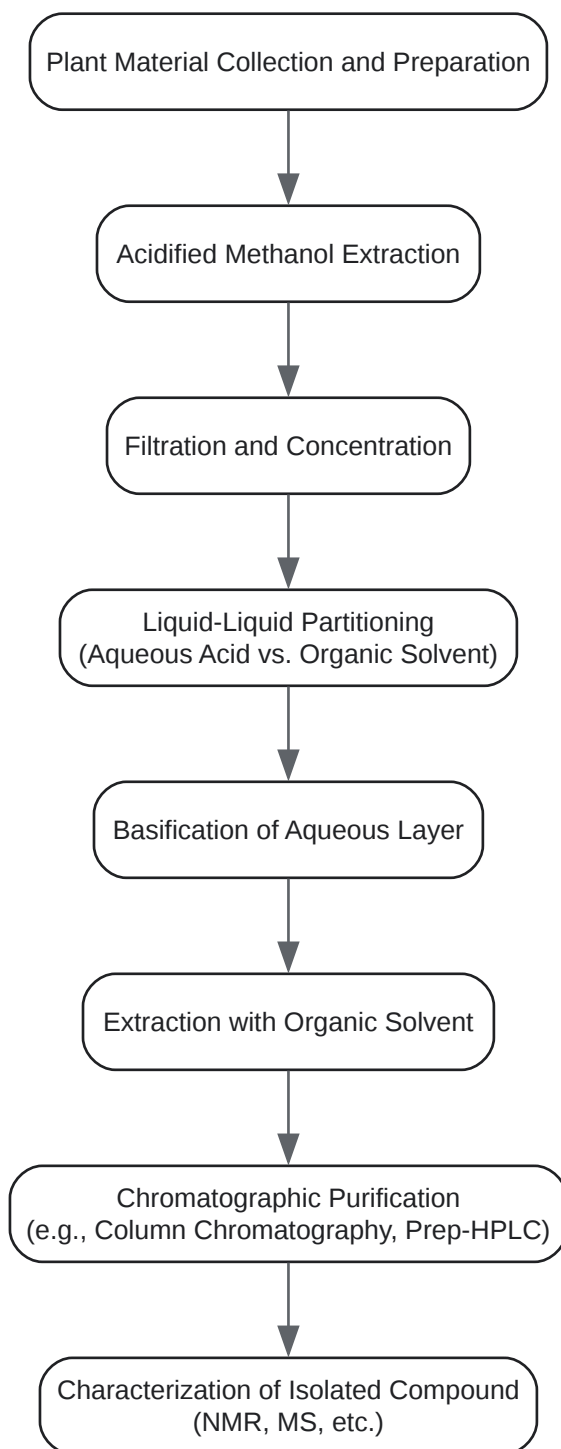 Plant Material Collection and Preparation
Acidified Methanol Extraction
Filtration and Concentration
Liquid-Liquid Partitioning
(Aqueous Acid vs. Organic Solvent)
Basification of Aqueous Layer
Extraction with Organic Solvent
Chromatographic Purification
(e.g., Column Chromatography, Prep-HPLC)
Characterization of Isolated Compound
(NMR, MS, etc.)